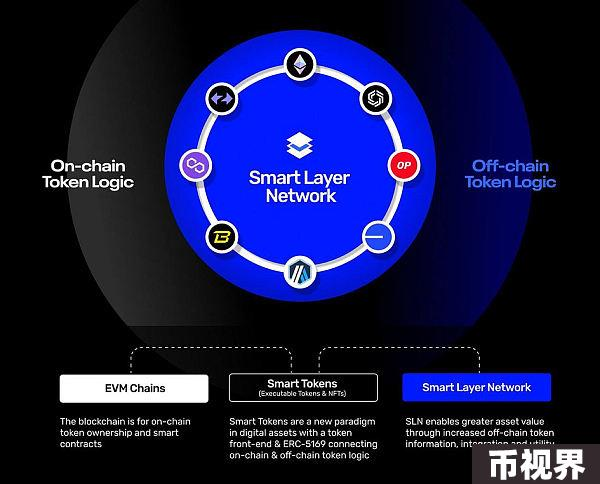 On-chain
Token Logic
Smart Layer
Network
OP
Off-chain
Token Logic
EVM Chains
The blockchain is for on-chain
token ownership and smart
contracts
Smart Tokens
(Executable Tokens & NFTs)
Smart Tokens are a new paradigm
in digital assets with a token
front-end & ERC-5169 connecting
on-chain & off-chain token logic
Smart Layer Network
SLN enables greater asset value
through increased off-chain token
information, integration and utility
币视界